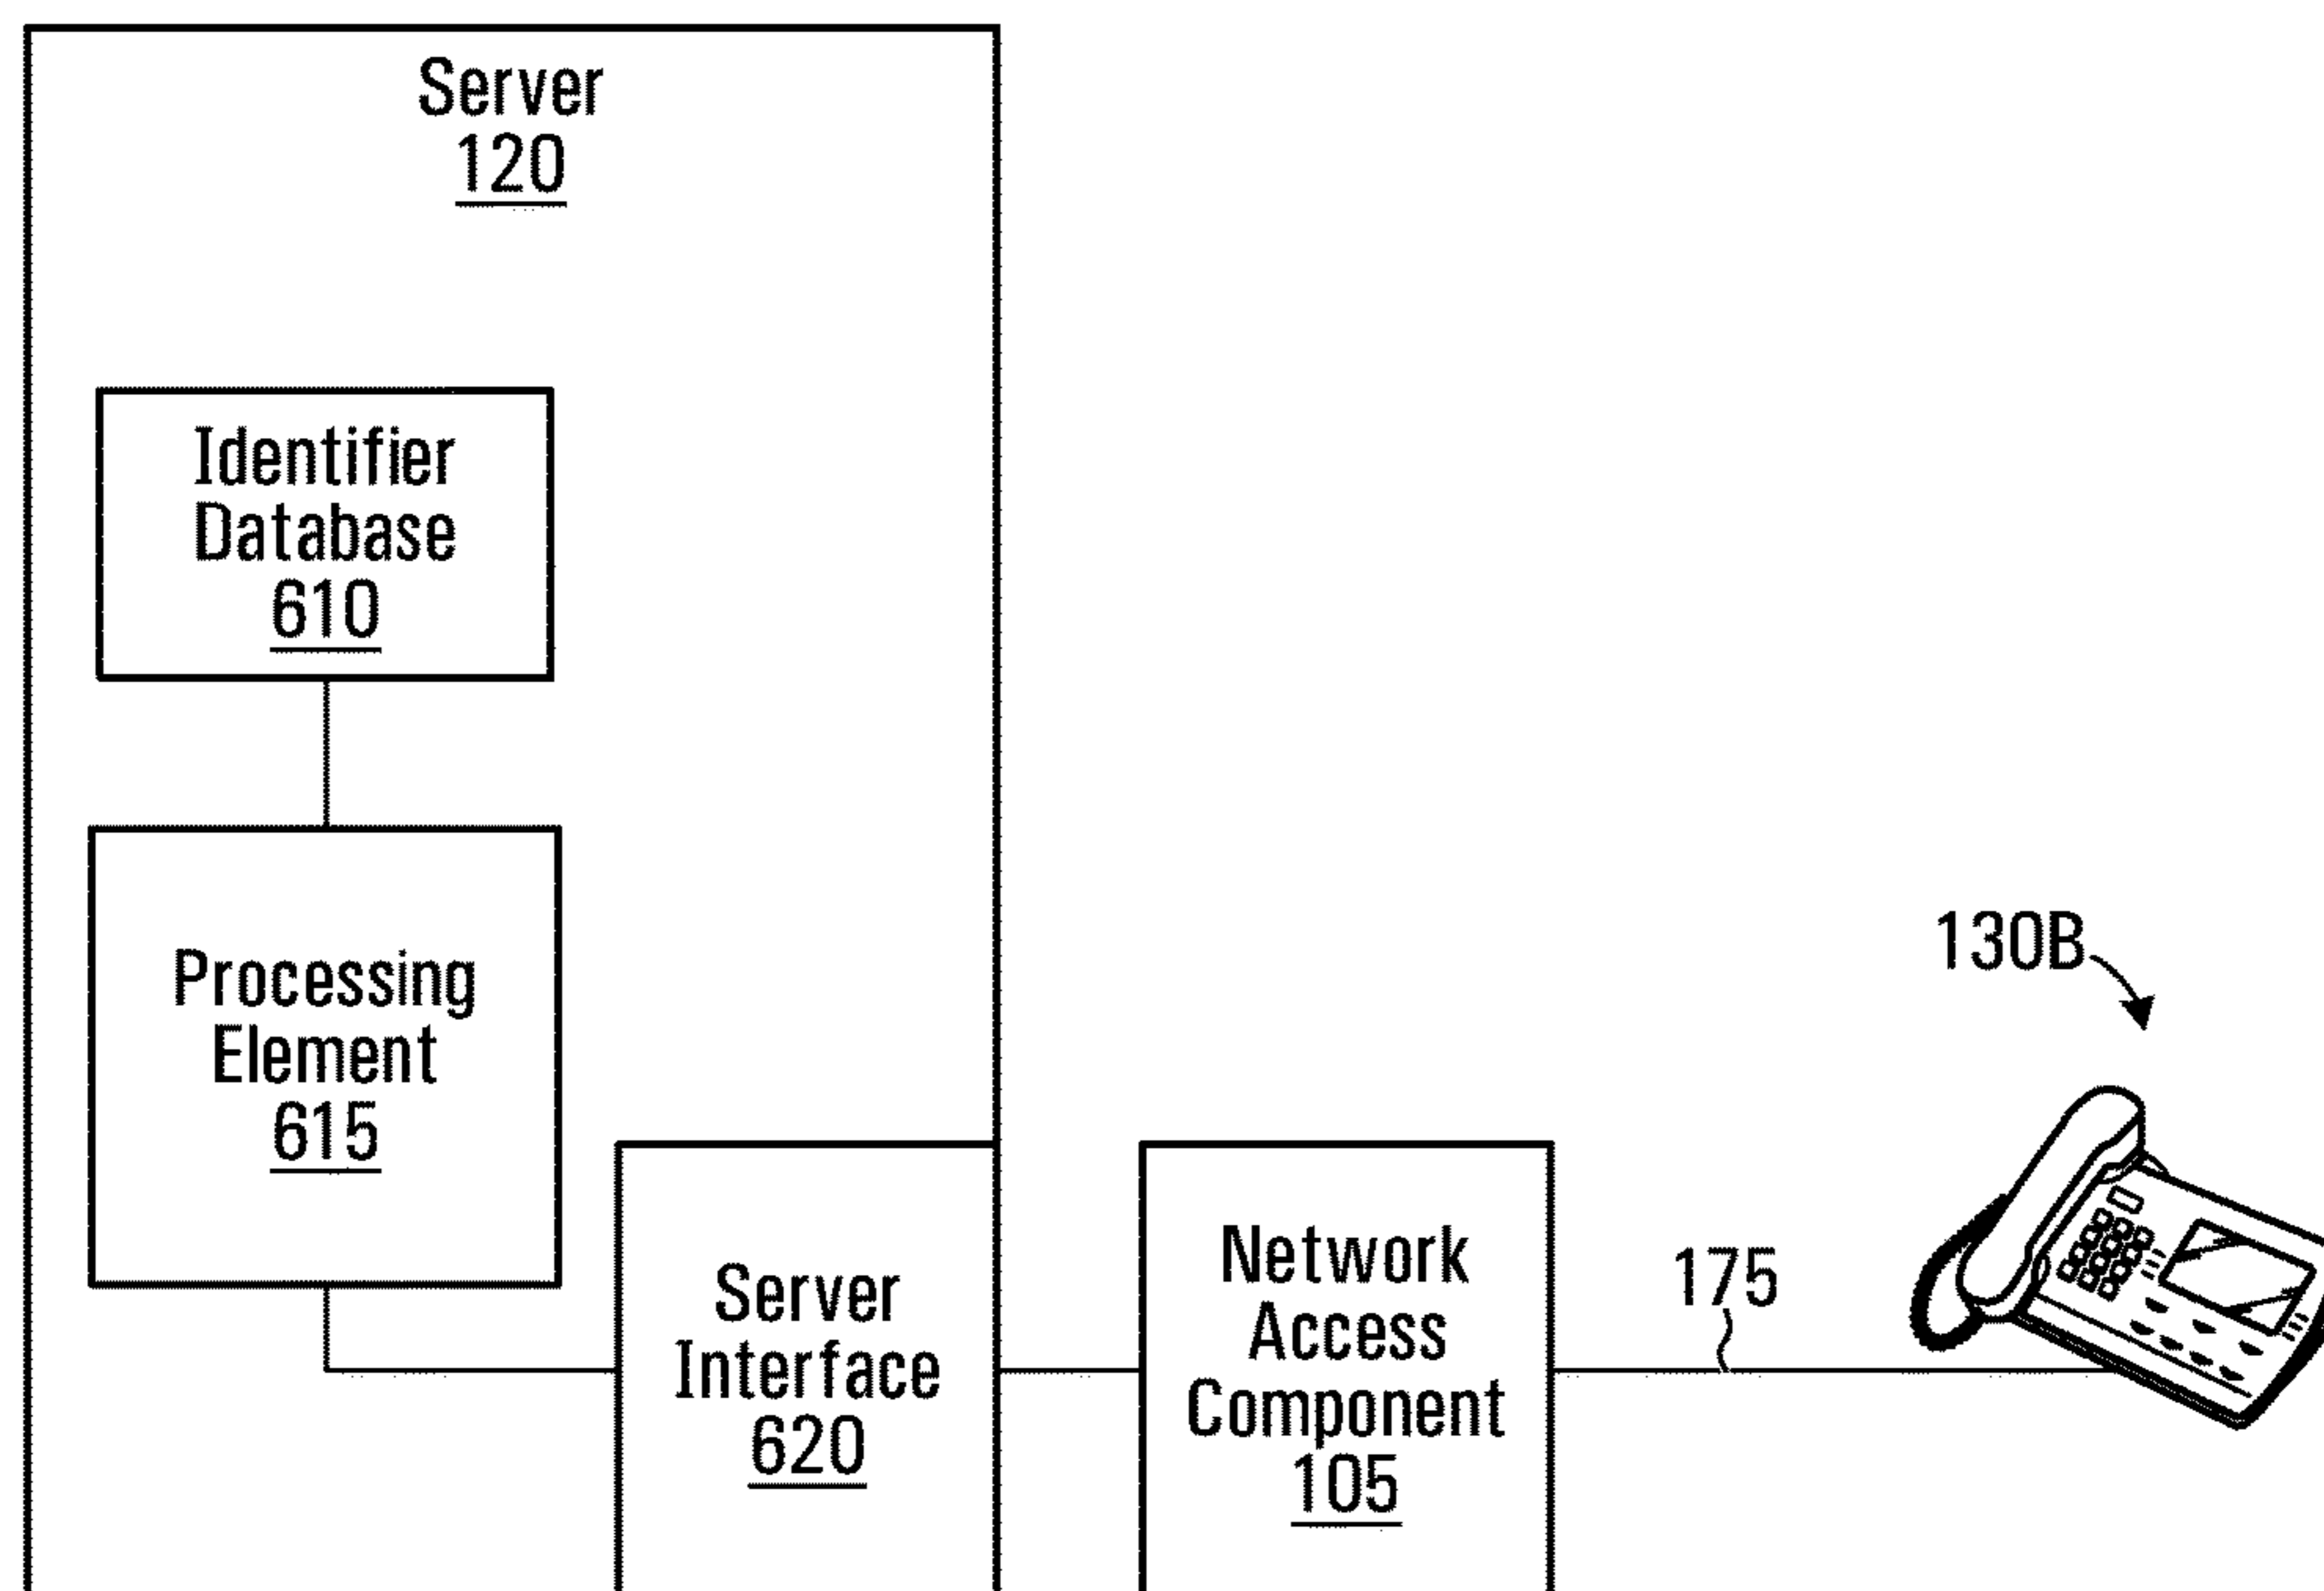 Server
120
Identifier
Database
610
Processing
Element
615
Server
Interface
620
Network
Access
Component
105
175
130B